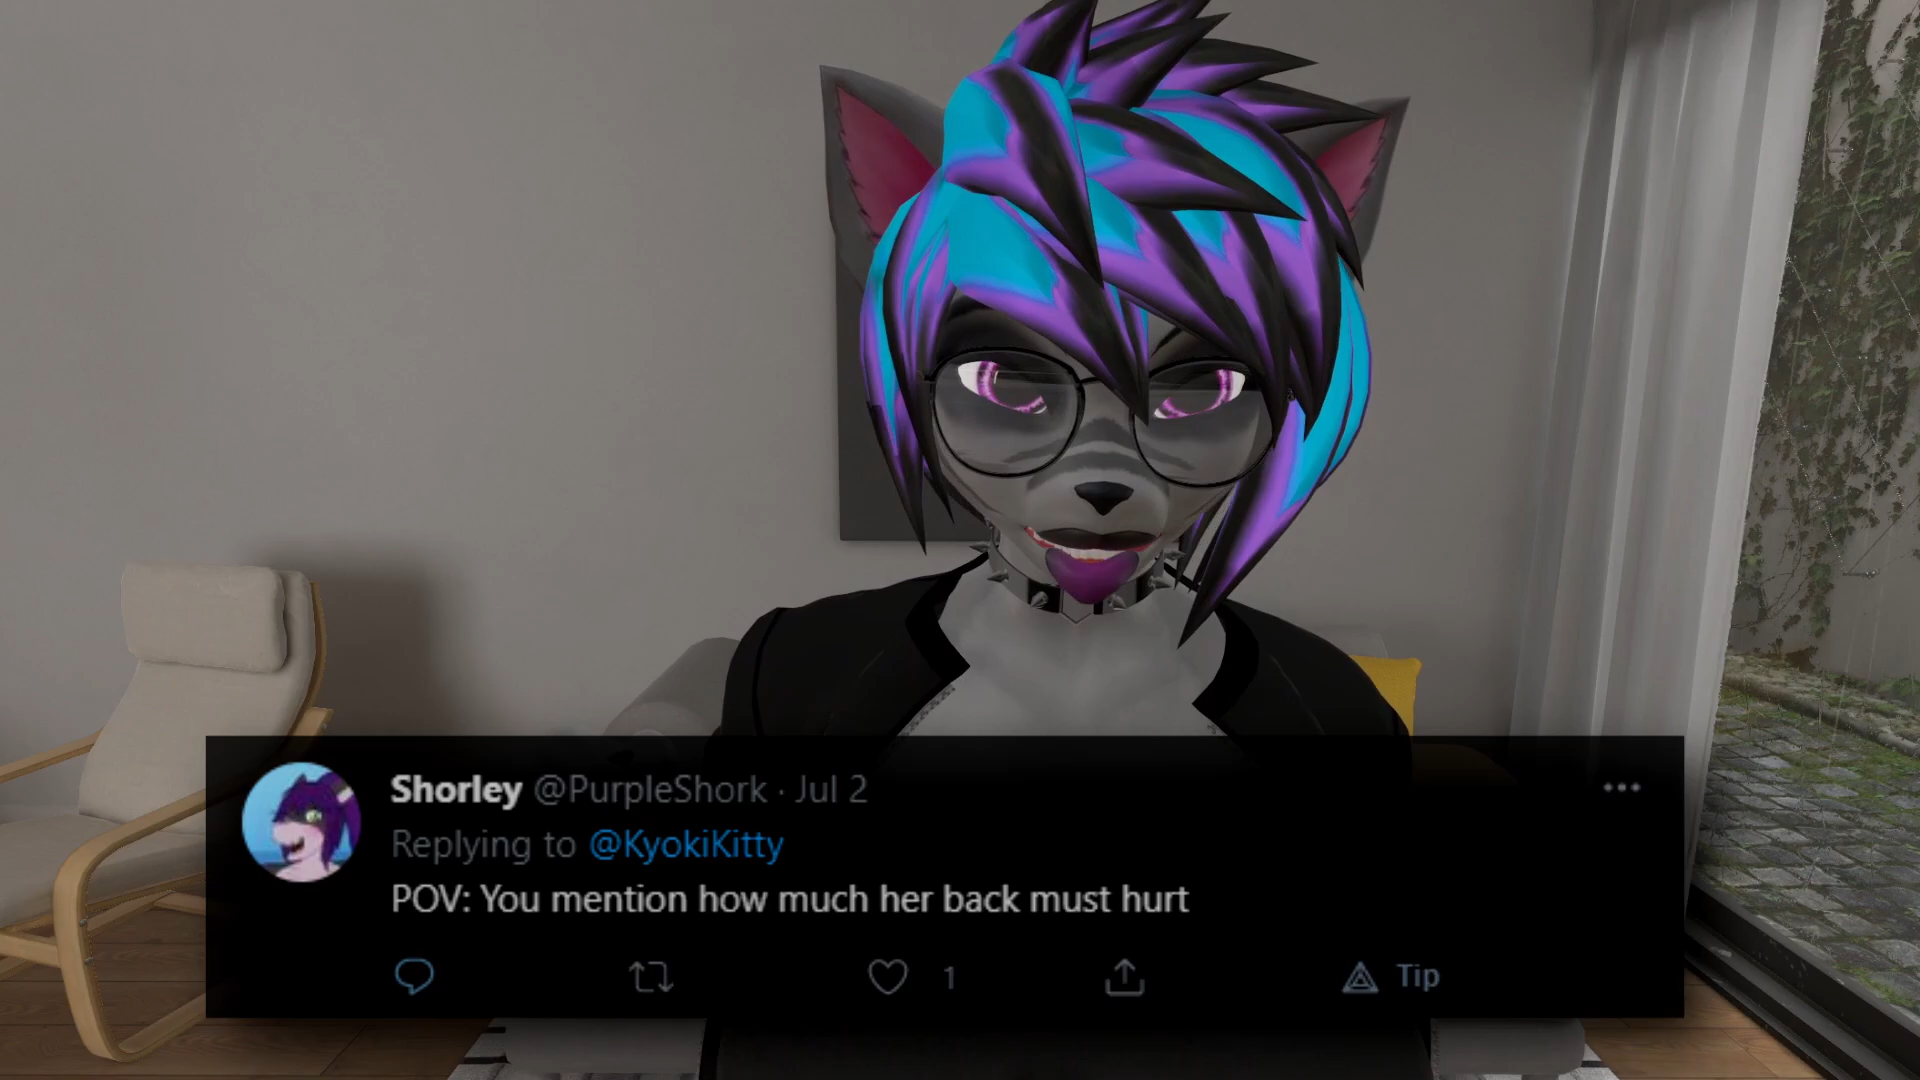 Shorley @PurpleShork · Jul 2
Replying to @KyokiKitty
POV: You mention how much her back must hurt
1
Tip